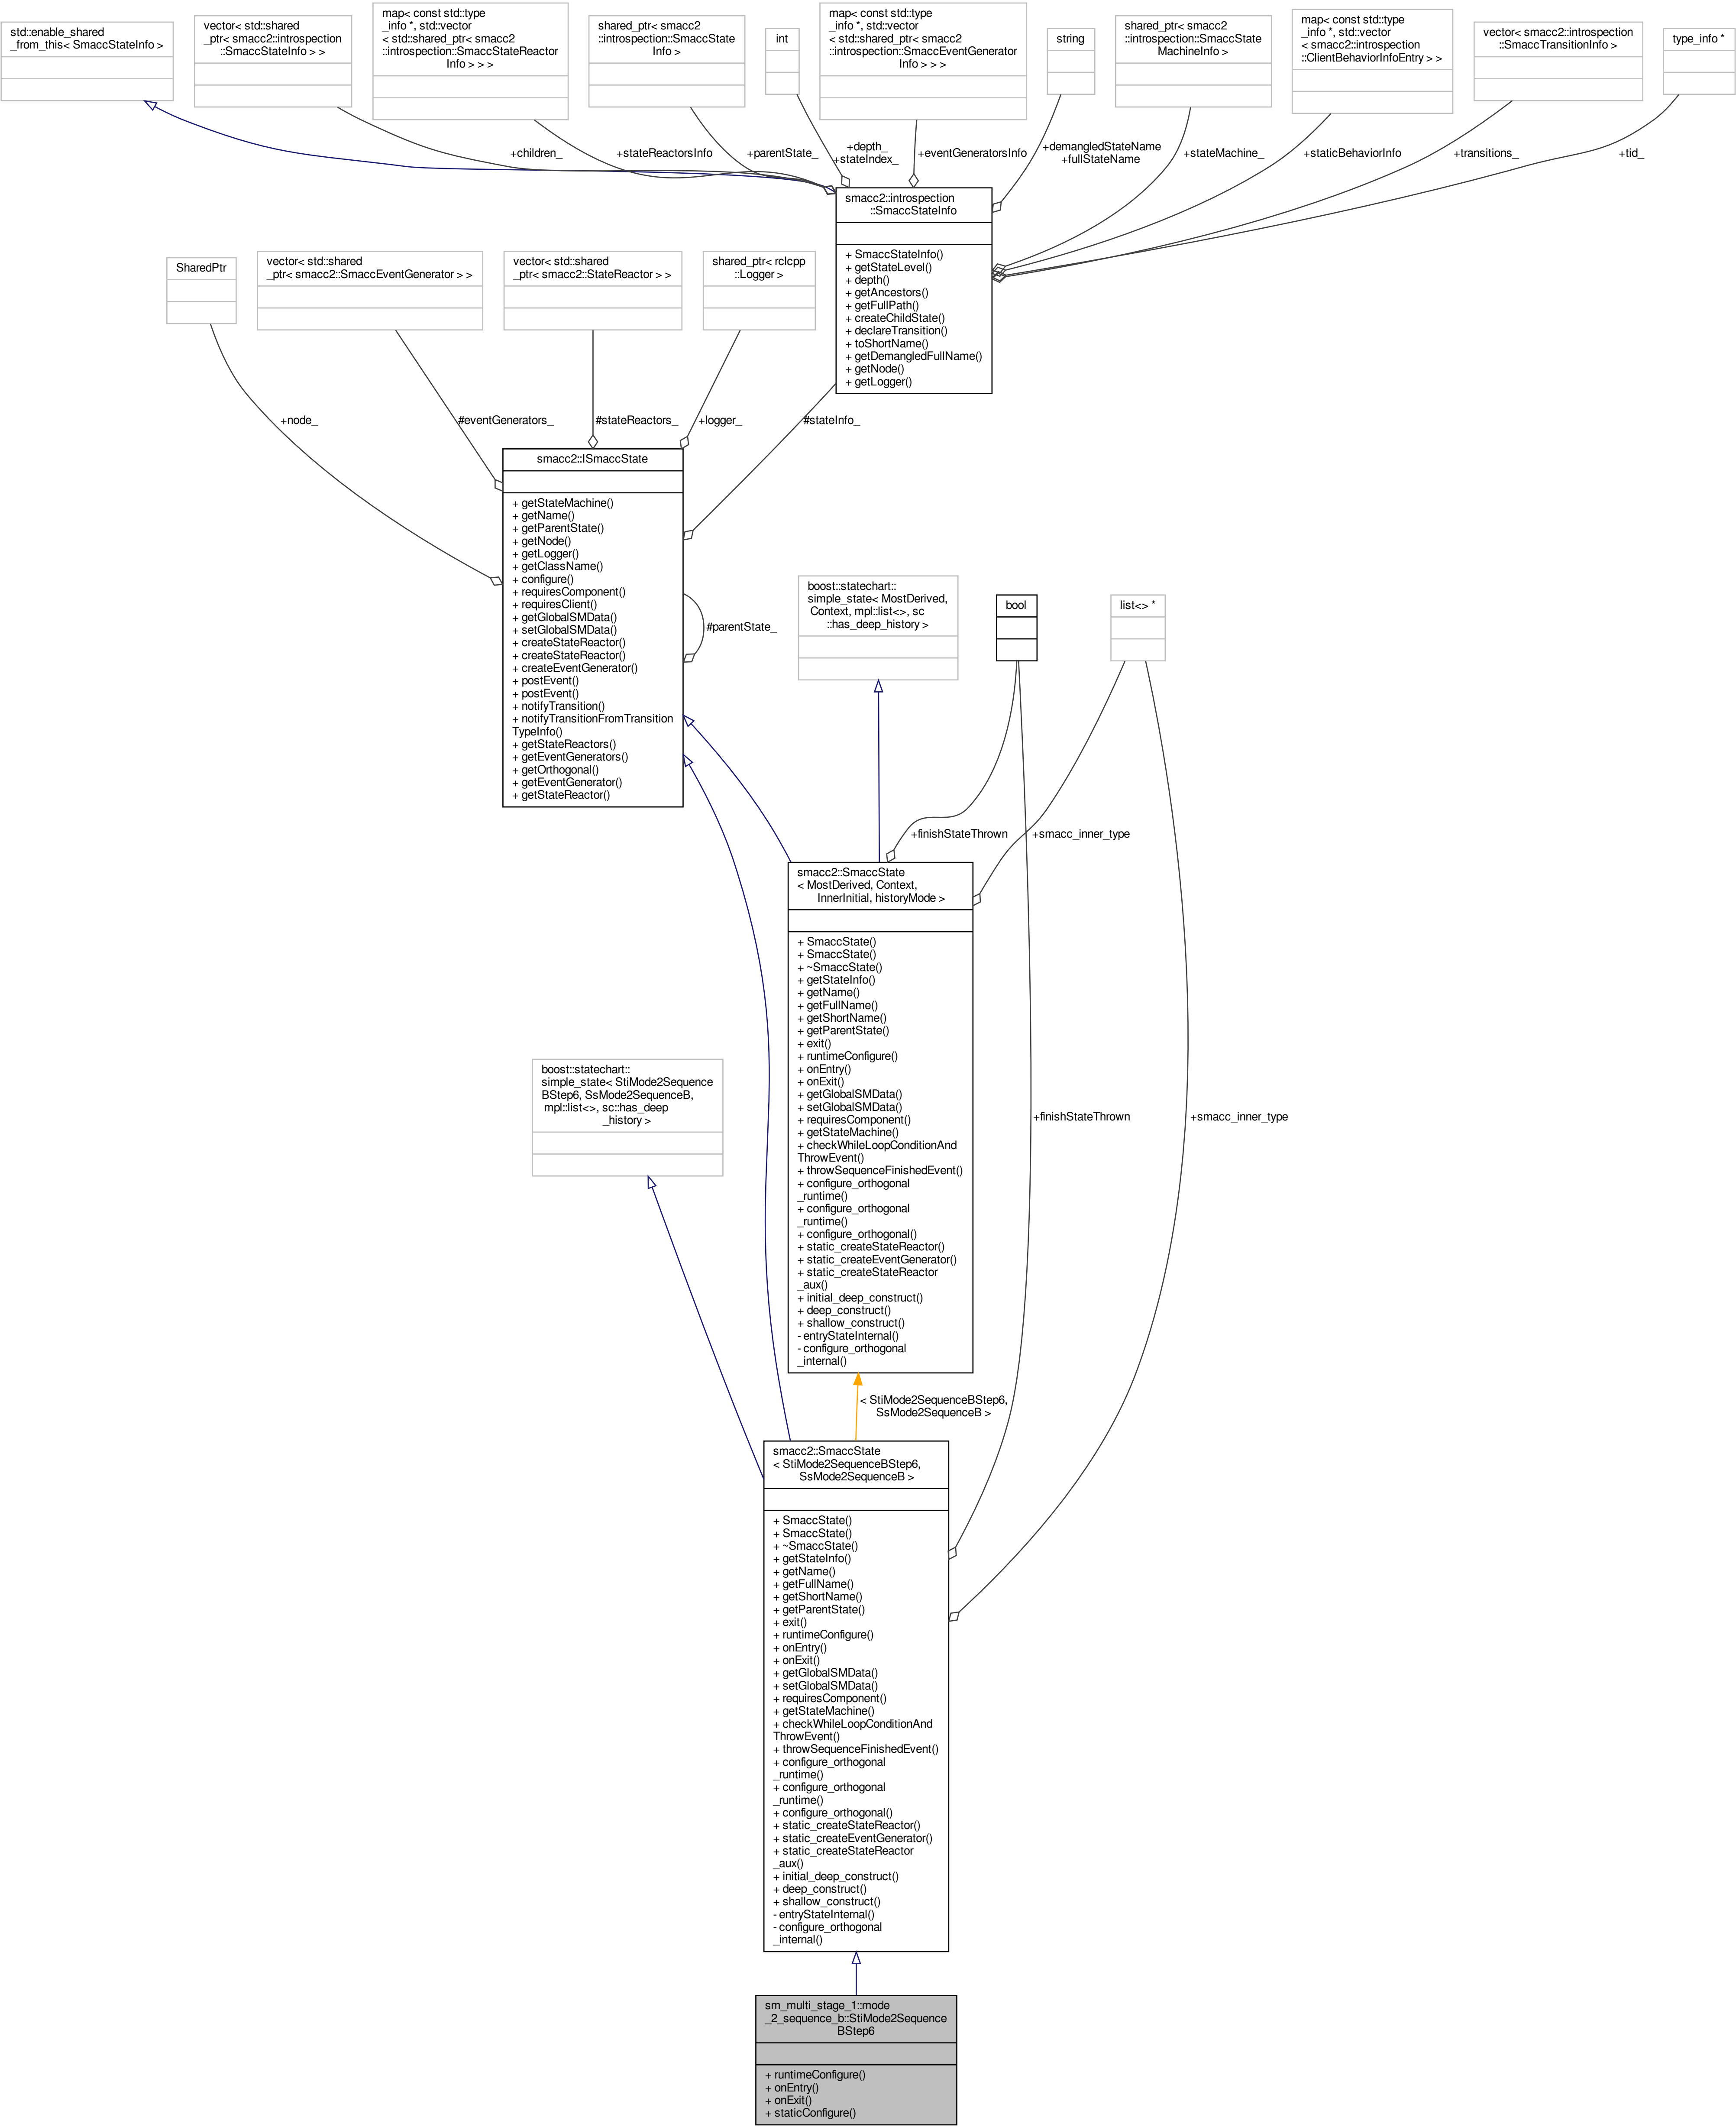 std::enable_shared
_from_this< SmaccStateInfo >
vector< std::shared
_ptr< smacc2::introspection
::SmaccStateInfo > >
map< const std::type
_info *, std::vector
< std::shared_ptr< smacc2
::introspection::SmaccStateReactor
Info > > >
shared_ptr< smacc2
::introspection::SmaccState
Info >
int
map< const std::type
_info *, std::vector
< std::shared_ptr< smacc2
::introspection::SmaccEventGenerator
Info > > >
string
shared_ptr< smacc2
::introspection::SmaccState
MachineInfo >
map< const std::type
_info *, std::vector
< smacc2::introspection
::ClientBehaviorInfoEntry > >
vector< smacc2::introspection
::SmaccTransitionInfo >
type_info *
+children_
+stateReactorsInfo
+parentState_
+depth_
+stateIndex_
+eventGeneratorsInfo
+demangledStateName
+fullStateName
+stateMachine_
+staticBehaviorInfo
+transitions_
+tid_
smacc2::introspection
::SmaccStateInfo
+ SmaccStateInfo()
+ getStateLevel()
+ depth()
+ getAncestors()
+ getFullPath()
+ createChildState()
+ declareTransition()
+ toShortName()
+ getDemangledFullName()
+ getNode()
+ getLogger()
SharedPtr
vector< std::shared
_ptr< smacc2::SmaccEventGenerator > >
vector< std::shared
_ptr< smacc2::StateReactor > >
shared_ptr< rclcpp
::Logger >
+node_
#eventGenerators_
#stateReactors_
+logger_
#stateInfo_
smacc2::ISmaccState
+ getStateMachine()
+ getName()
+ getParentState()
+ getNode()
+ getLogger()
+ getClassName()
+ configure()
+ requiresComponent()
+ requiresClient()
+ getGlobalSMData()
+ setGlobalSMData()
+ createStateReactor()
+ createStateReactor()
+ createEventGenerator()
+ postEvent()
+ postEvent()
+ notifyTransition()
+ notifyTransitionFromTransition
TypeInfo()
+ getStateReactors()
+ getEventGenerators()
+ getOrthogonal()
+ getEventGenerator()
+ getStateReactor()
#parentState_
boost::statechart::
simple_state< MostDerived,
Context, mpl::list<>, sc
::has_deep_history >
bool
list<> *
+finishStateThrown
+smacc_inner_type
smacc2::SmaccState
< MostDerived, Context,
InnerInitial, historyMode >
+ SmaccState()
+ SmaccState()
+ ~SmaccState()
+ getStateInfo()
+ getName()
+ getFullName()
+ getShortName()
+ getParentState()
+ exit()
+ runtimeConfigure()
+ onEntry()
+ onExit()
+ getGlobalSMData()
+ setGlobalSMData()
+ requiresComponent()
+ getStateMachine()
+ checkWhileLoopConditionAnd
ThrowEvent()
+ throwSequenceFinishedEvent()
+ configure_orthogonal
_runtime()
+ configure_orthogonal
_runtime()
+ configure_orthogonal()
+ static_createStateReactor()
+ static_createEventGenerator()
+ static_createStateReactor
_aux()
+ initial_deep_construct()
+ deep_construct()
+ shallow_construct()
- entryStateInternal()
- configure_orthogonal
_internal()
boost::statechart::
simple_state< StiMode2Sequence
BStep6, SsMode2SequenceB,
mpl::list<>, sc::has_deep
_history >
+finishStateThrown
+smacc_inner_type
< StiMode2SequenceBStep6,
SsMode2SequenceB >
smacc2::SmaccState
< StiMode2SequenceBStep6,
SsMode2SequenceB >
+ SmaccState()
+ SmaccState()
+ ~SmaccState()
+ getStateInfo()
+ getName()
+ getFullName()
+ getShortName()
+ getParentState()
+ exit()
+ runtimeConfigure()
+ onEntry()
+ onExit()
+ getGlobalSMData()
+ setGlobalSMData()
+ requiresComponent()
+ getStateMachine()
+ checkWhileLoopConditionAnd
ThrowEvent()
+ throwSequenceFinishedEvent()
+ configure_orthogonal
_runtime()
+ configure_orthogonal
_runtime()
+ configure_orthogonal()
+ static_createStateReactor()
+ static_createEventGenerator()
+ static_createStateReactor
_aux()
+ initial_deep_construct()
+ deep_construct()
+ shallow_construct()
- entryStateInternal()
- configure_orthogonal
_internal()
sm_multi_stage_1::mode
_2_sequence_b::StiMode2Sequence
BStep6
+ runtimeConfigure()
+ onEntry()
+ onExit()
+ staticConfigure()